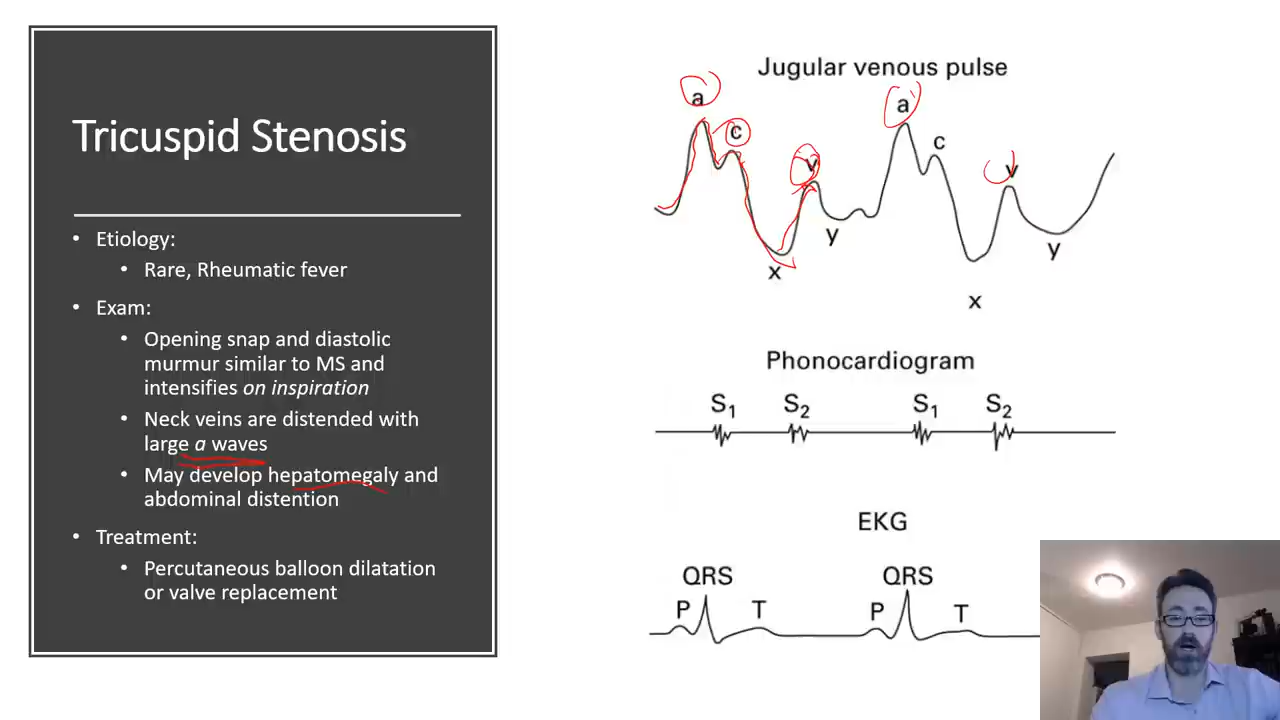 Tricuspid Stenosis
• Etiology:
• Rare, Rheumatic fever
• Exam:
• Opening snap and diastolic
murmur similar to MS and
intensifies on inspiration
• Neck veins are distended with
large a waves
• May develop hepatomegaly and
abdominal distention
• Treatment:
• Percutaneous balloon dilatation
or valve replacement
Jugular venous pulse
a c v a c v
x y x y
Phonocardiogram
S1 S2 S1 S2
EKG
QRS QRS
P T P T